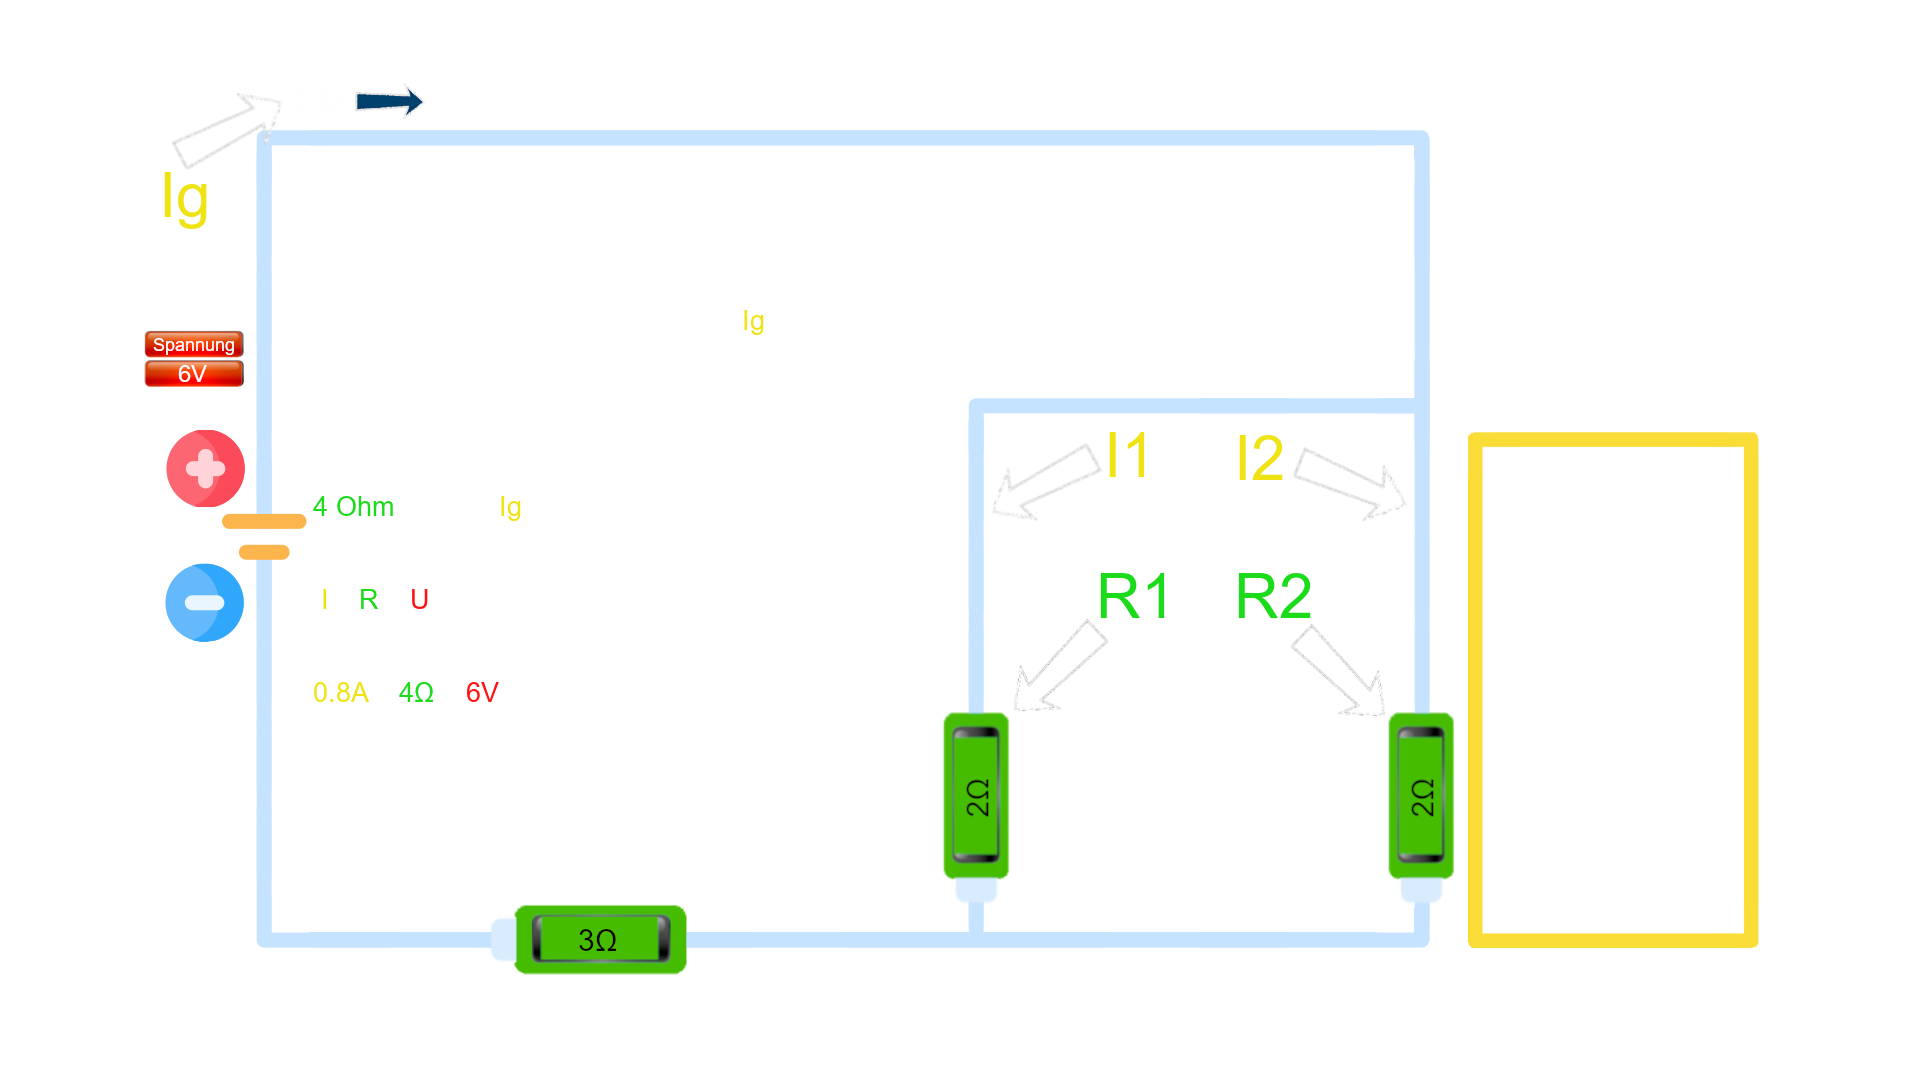 Ig
Spannung
6V
Ig
I1 I2
4 Ohm Ig
I R U
R1 R2
0.8A 4Ω 6V
2Ω 2Ω
3Ω